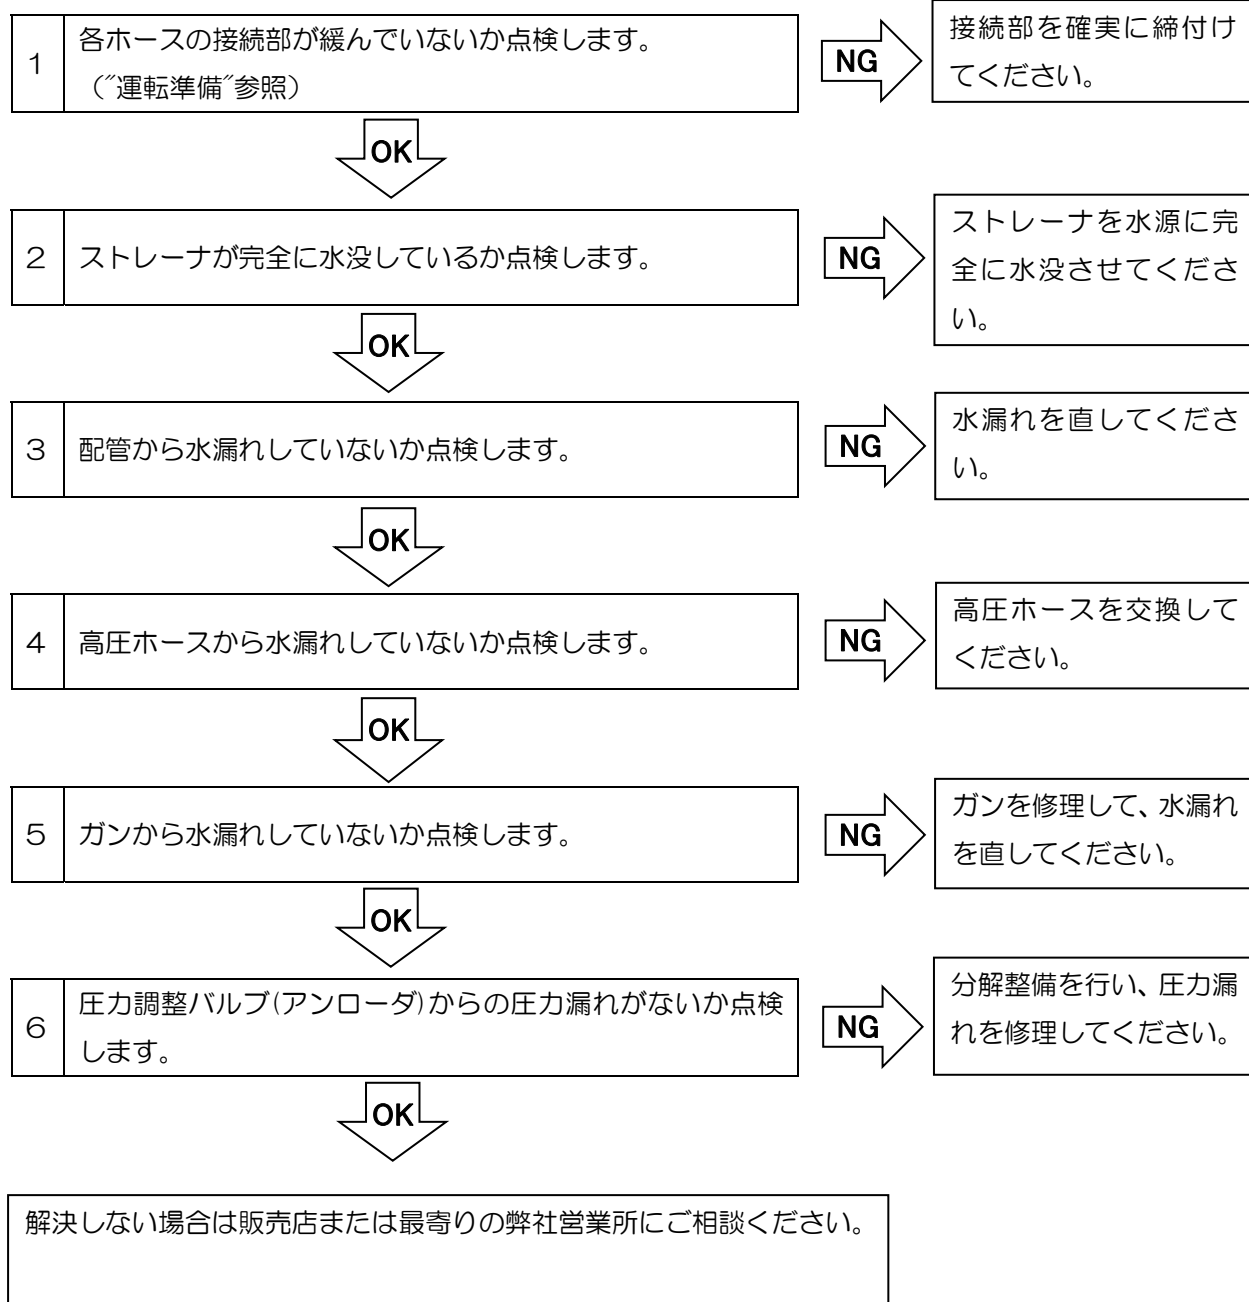 1
各ホースの接続部が緩んでいないか点検します。
（″運転準備″参照）
NG
接続部を確実に締付け
てください。
OK
2
ストレーナが完全に水没しているか点検します。
NG
ストレーナを水源に完
全に水没させてくださ
い。
OK
3
配管から水漏れしていないか点検します。
NG
水漏れを直してくださ
い。
OK
4
高圧ホースから水漏れしていないか点検します。
NG
高圧ホースを交換して
ください。
OK
5
ガンから水漏れしていないか点検します。
NG
ガンを修理して、水漏れ
を直してください。
OK
6
圧力調整バルブ(アンローダ)からの圧力漏れがないか点検
します。
NG
分解整備を行い、圧力漏
れを修理してください。
OK
解決しない場合は販売店または最寄りの弊社営業所にご相談ください。